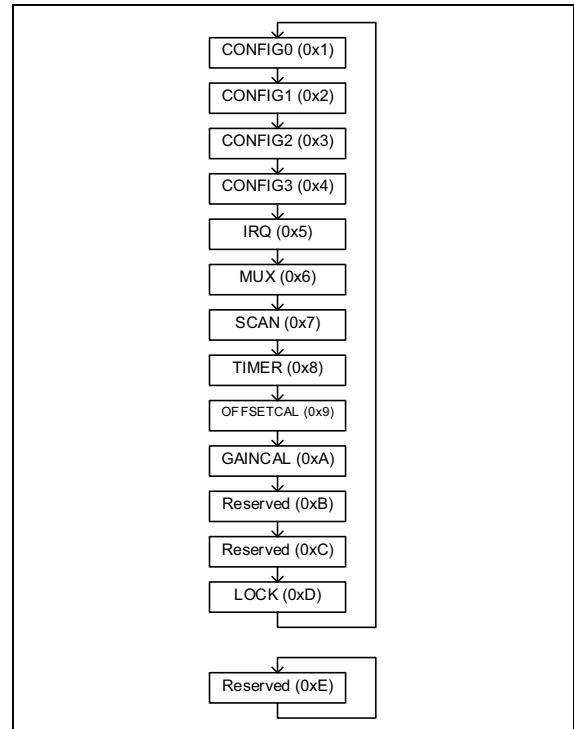 CONFIG0 (0x1)
CONFIG1 (0x2)
CONFIG2 (0x3)
CONFIG3 (0x4)
IRQ (0x5)
MUX (0x6)
SCAN (0x7)
TIMER (0x8)
OFFSETCAL (0x9)
GAINCAL (0xA)
Reserved (0xB)
Reserved (0xC)
LOCK (0xD)
Reserved (0xE)